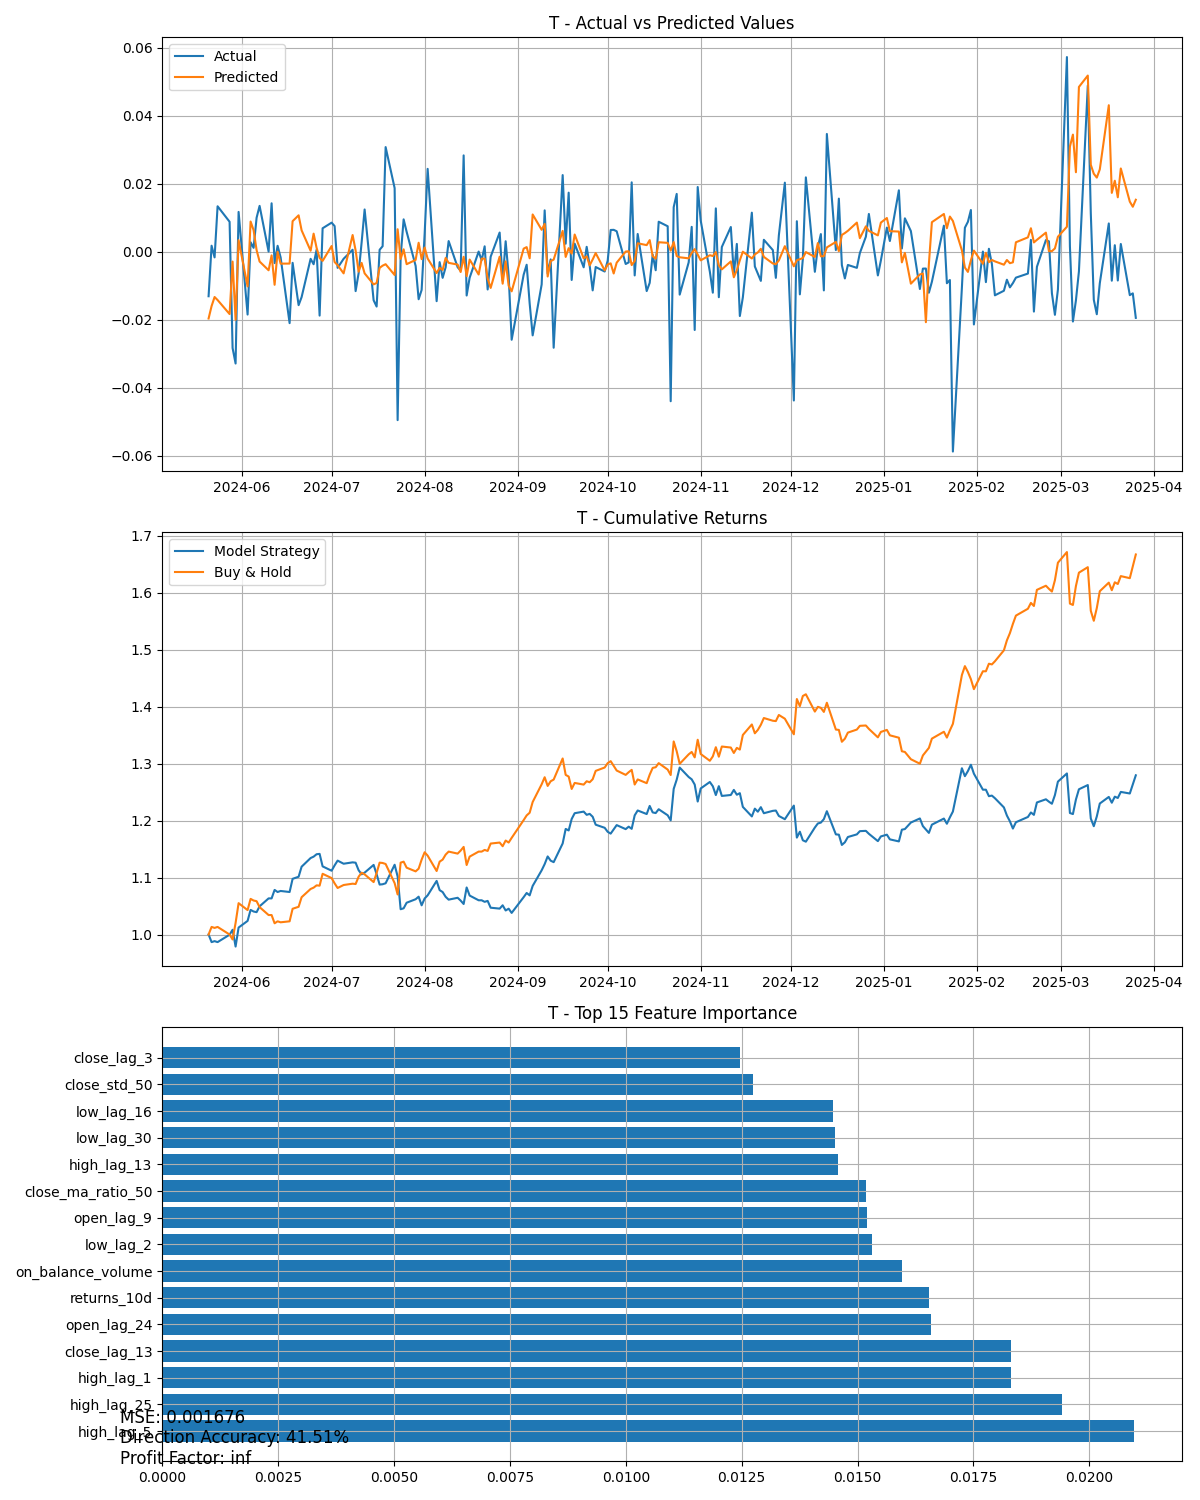 T - Actual vs Predicted Values
Actual
Predicted
0.06
0.04
0.02
0.00
−0.02
−0.04
−0.06
2024-06 2024-07 2024-08 2024-09 2024-10 2024-11 2024-12 2025-01 2025-02 2025-03 2025-04
T - Cumulative Returns
Model Strategy
Buy & Hold
1.7
1.6
1.5
1.4
1.3
1.2
1.1
1.0
2024-06 2024-07 2024-08 2024-09 2024-10 2024-11 2024-12 2025-01 2025-02 2025-03 2025-04
T - Top 15 Feature Importance
close_lag_3
close_std_50
low_lag_16
low_lag_30
high_lag_13
close_ma_ratio_50
open_lag_9
low_lag_2
on_balance_volume
returns_10d
open_lag_24
close_lag_13
high_lag_1
high_lag_25
MSE: 0.001676
high_lag_5
Direction Accuracy: 41.51%
Profit Factor: inf
0.0000 0.0025 0.0050 0.0075 0.0100 0.0125 0.0150 0.0175 0.0200